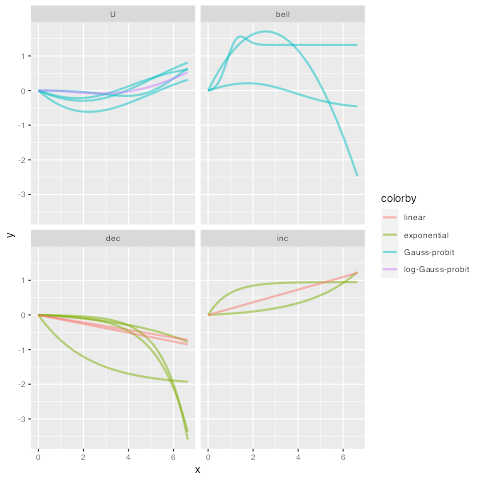 U
bell
1
0
-1
-2
-3
dec
inc
1
0
-1
-2
-3
0
2
4
6
0
2
4
6
x
y
colorby
linear
exponential
Gauss-probit
log-Gauss-probit